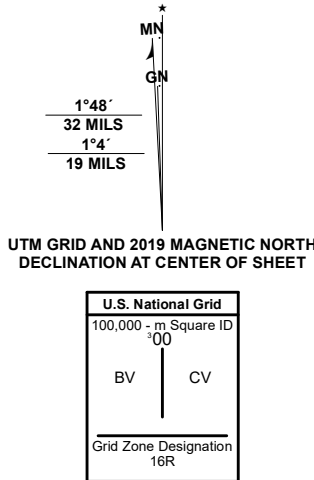 MN
GN
1°48´
32 MILS
1°4´
19 MILS
UTM GRID AND 2019 MAGNETIC NORTH
DECLINATION AT CENTER OF SHEET
U.S. National Grid
100,000 - m Square ID
³00
BV CV
Grid Zone Designation
16R